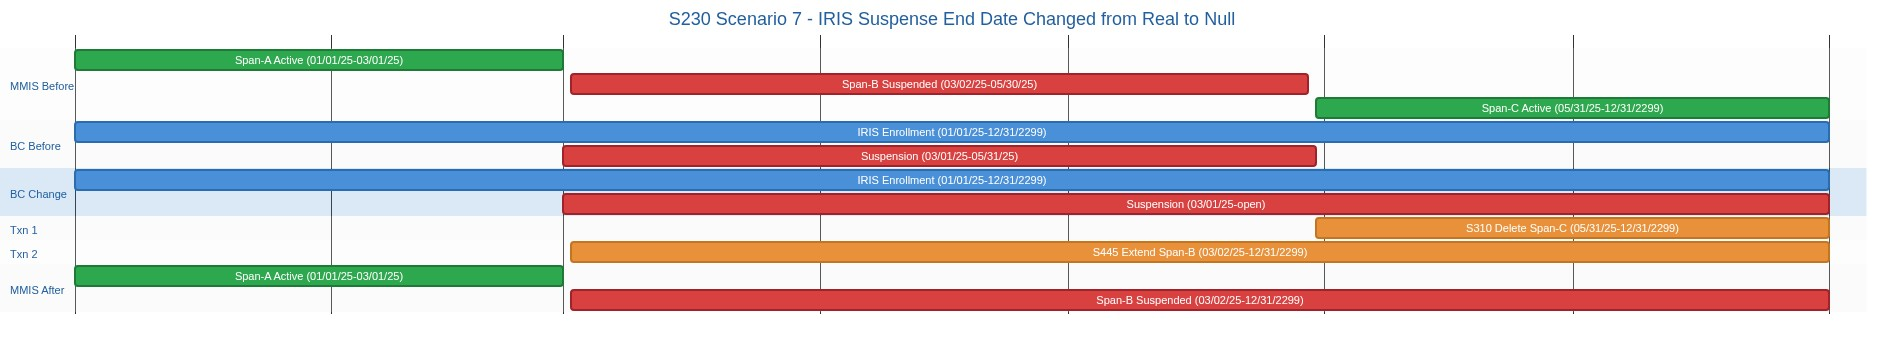 S230 Scenario 7 - IRIS Suspense End Date Changed from Real to Null
Span-A Active (01/01/25-03/01/25)
MMIS Before
Span-B Suspended (03/02/25-05/30/25)
Span-C Active (05/31/25-12/31/2299)
IRIS Enrollment (01/01/25-12/31/2299)
BC Before
Suspension (03/01/25-05/31/25)
IRIS Enrollment (01/01/25-12/31/2299)
BC Change
Suspension (03/01/25-open)
Txn 1
S310 Delete Span-C (05/31/25-12/31/2299)
Txn 2
S445 Extend Span-B (03/02/25-12/31/2299)
Span-A Active (01/01/25-03/01/25)
MMIS After
Span-B Suspended (03/02/25-12/31/2299)